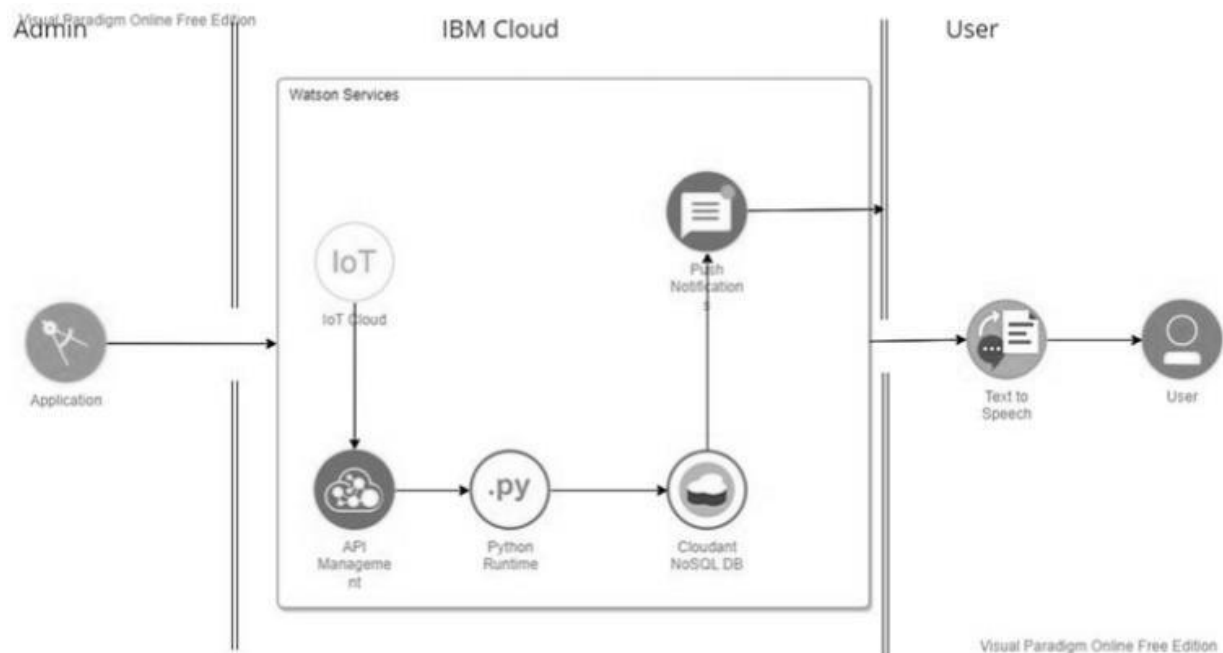 Visual Paradigm Online Free Edition
Admin
IBM Cloud
User
Watson Services
IoT
IoT Cloud
Push
Notification
s
Application
Text to
Speech
User
.py
API
Manageme
nt
Python
Runtime
Cloudant
NoSQL DB
Visual Paradigm Online Free Edition